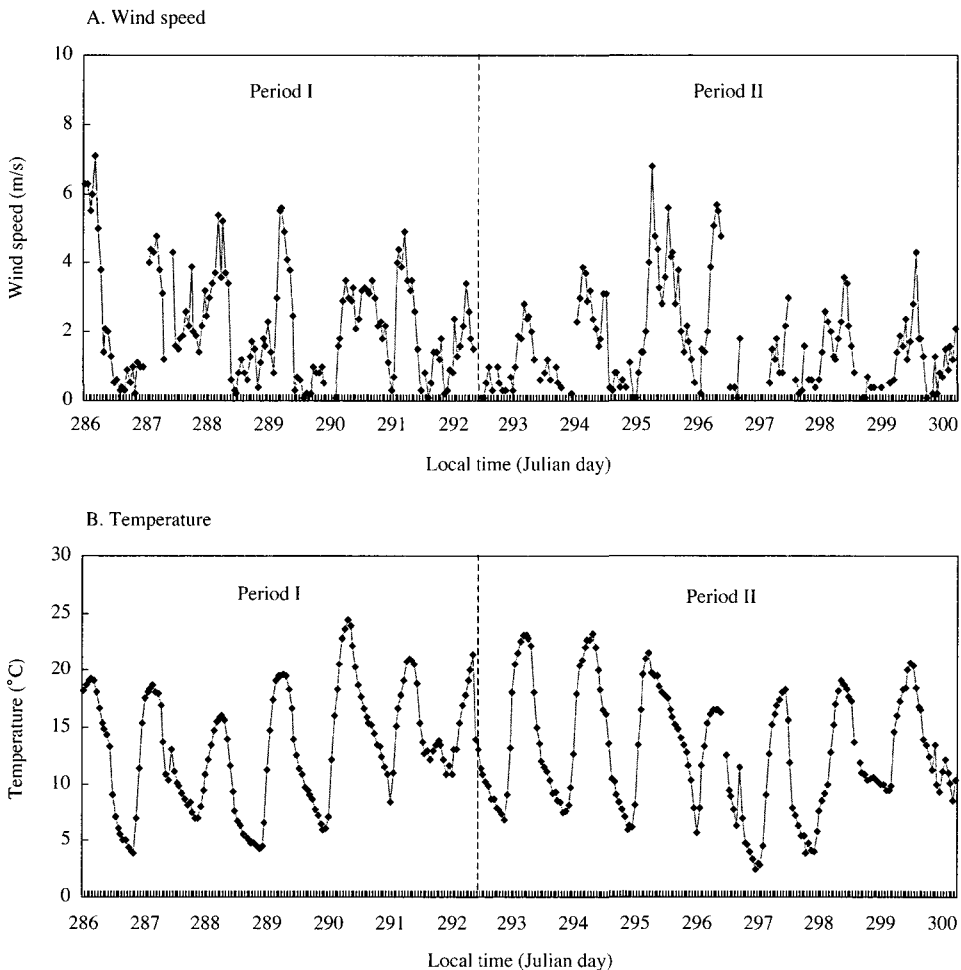 A. Wind speed
10
Period I
Period II
8
6
4
2
0
Wind speed (m/s)
286 287 288 289 290 291 292 293 294 295 296 297 298 299 300
Local time (Julian day)
B. Temperature
30
Period I
Period II
25
20
15
10
5
0
Temperature (°C)
286 287 288 289 290 291 292 293 294 295 296 297 298 299 300
Local time (Julian day)